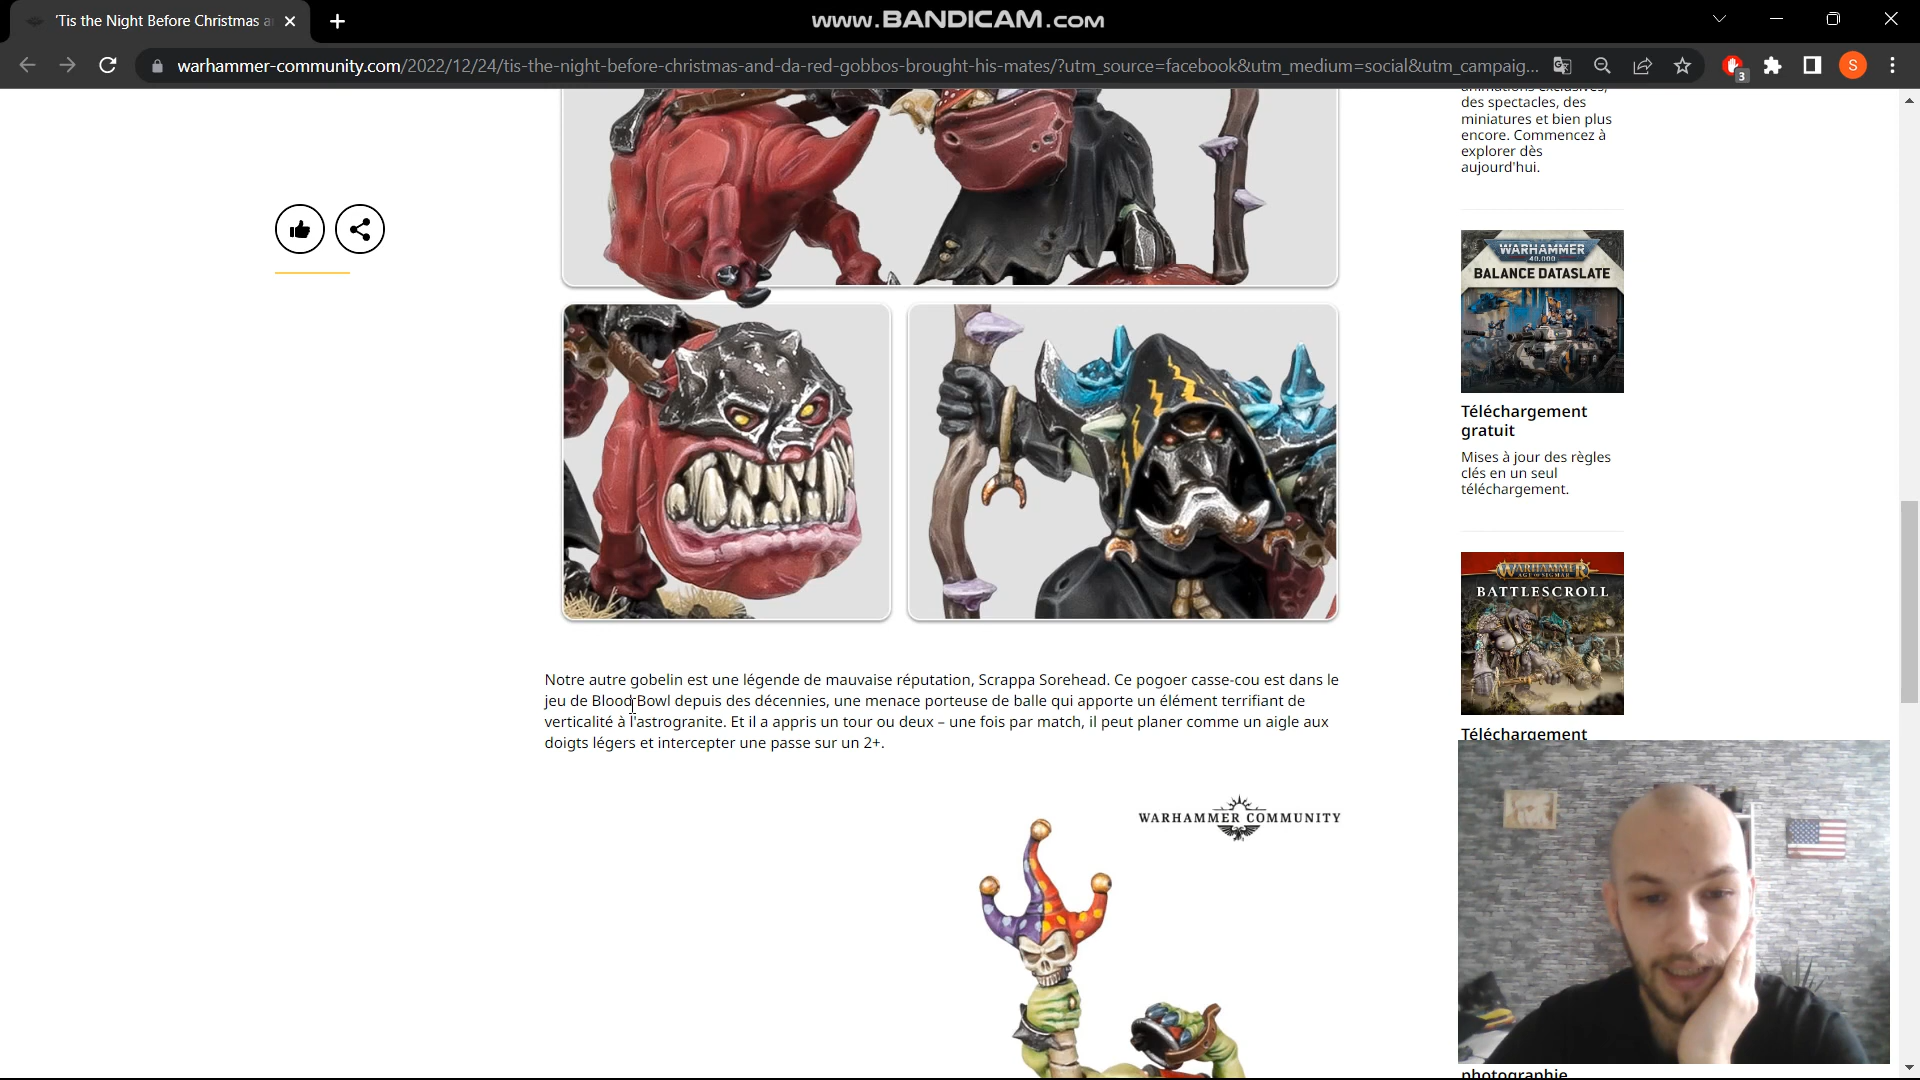 'Tis the Night Before Christmas a
www.BANDICAM.com
warhammer-community.com/2022/12/24/tis-the-night-before-christmas-and-da-red-gobbos-brought-his-mates/?utm_source=facebook&utm_medium=social&utm_campaig...
3
S
animations exclusives,
des spectacles, des
miniatures et bien plus
encore. Commencez à
explorer dès
aujourd'hui.
WARHAMMER
40,000
BALANCE DATASLATE
Téléchargement
gratuit
Mises à jour des règles
clés en un seul
téléchargement.
WARHAMMER
AGE OF SIGMAR
BATTLESCROLL
Téléchargement
Notre autre gobelin est une légende de mauvaise réputation, Scrappa Sorehead. Ce pogoer casse-cou est dans le
jeu de Blood Bowl depuis des décennies, une menace porteuse de balle qui apporte un élément terrifiant de
verticalité à l'astrogranite. Et il a appris un tour ou deux – une fois par match, il peut planer comme un aigle aux
doigts légers et intercepter une passe sur un 2+.
WARHAMMER COMMUNITY
photographie